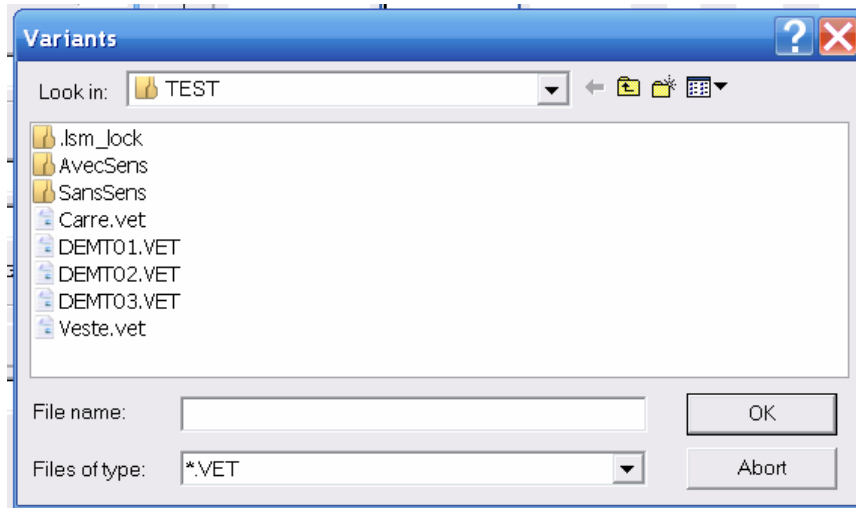 Variants
Look in: TEST
.lsm_lock
AvecSens
SansSens
Carre.vet
DEMT01.VET
DEMT02.VET
DEMT03.VET
Veste.vet
File name: OK
Files of type: *.VET Abort